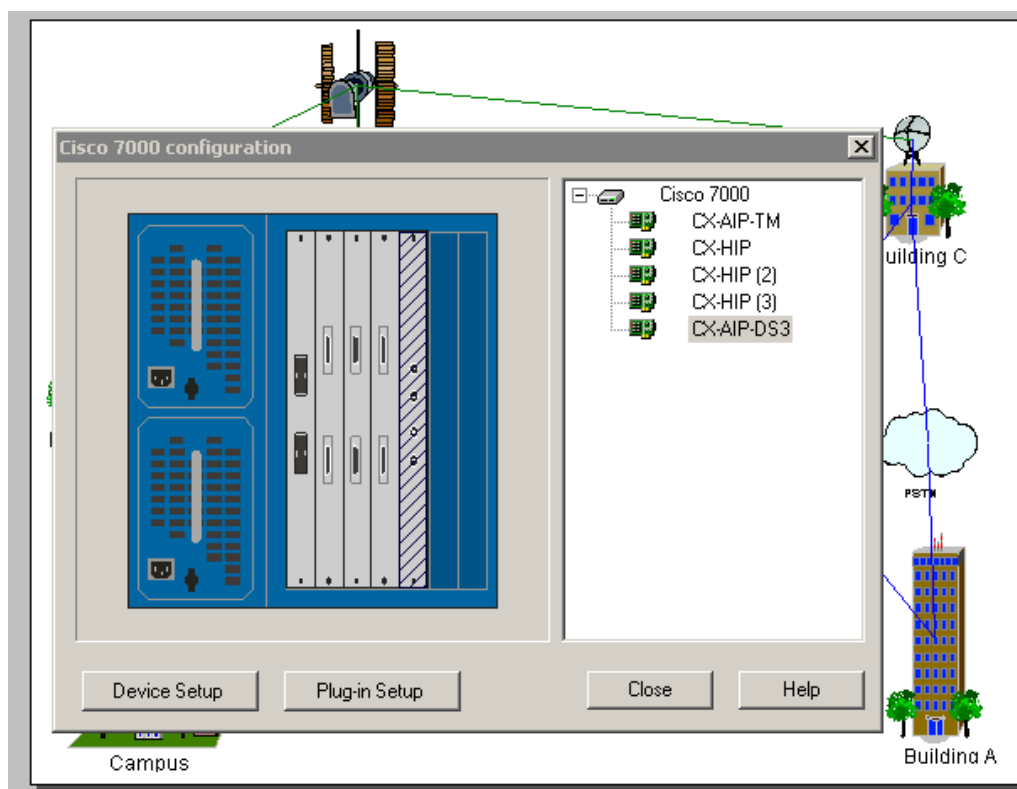 Cisco 7000 configuration
Cisco 7000
CX-AIP-TM
CX-HIP
CX-HIP (2)
CX-HIP (3)
CX-AIP-DS3
uilding C
PSTN
Device Setup
Plug-in Setup
Close
Help
Campus
Building A